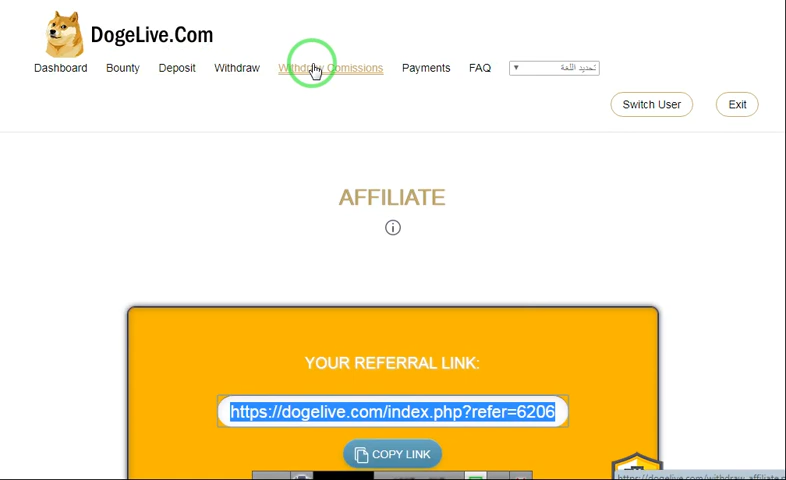 DogeLive.Com
Dashboard Bounty Deposit Withdraw Withdraw Comissions Payments FAQ تحديد اللغة
Switch User Exit
AFFILIATE
YOUR REFERRAL LINK:
https://dogelive.com/index.php?refer=6206
COPY LINK